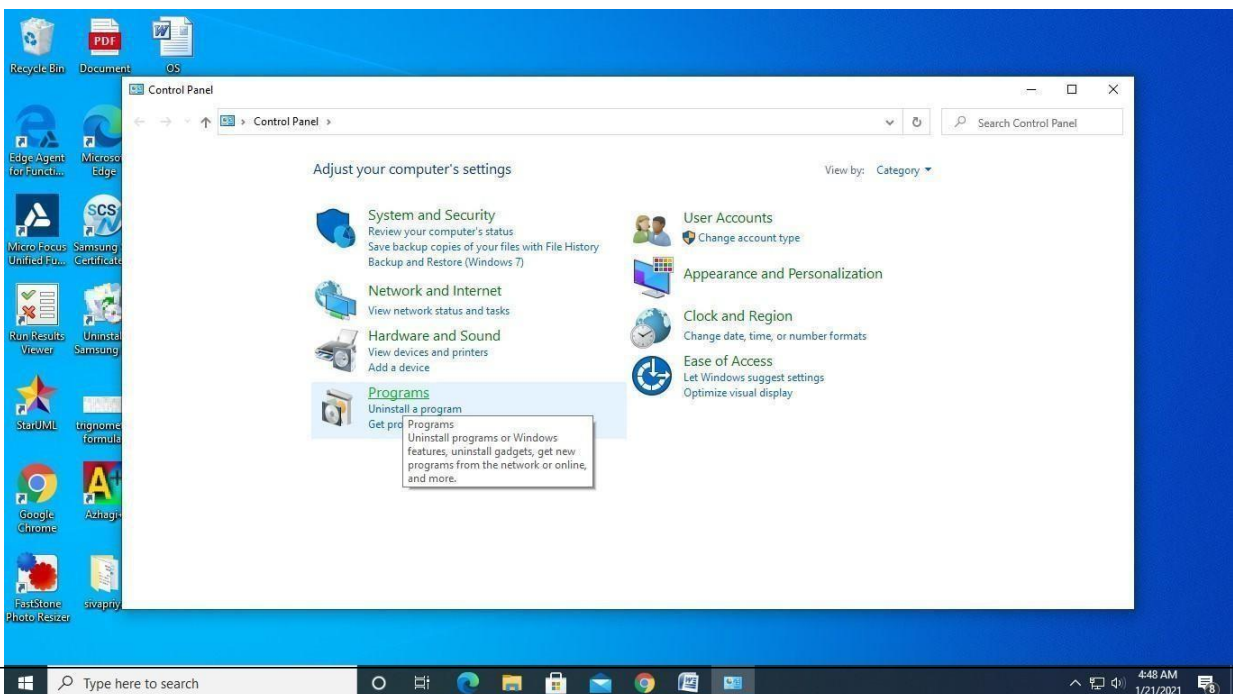 PDF
Recycle Bin
Document
OS
Control Panel
Control Panel
Search Control Panel
Edge Agent
for Functi...
Microsof
Edge
Adjust your computer's settings
View by: Category
SCS
Micro Focus
Unified Fu...
Samsung
Certificate
System and Security
Review your computer's status
Save backup copies of your files with File History
Backup and Restore (Windows 7)
User Accounts
Change account type
Network and Internet
View network status and tasks
Appearance and Personalization
Run Results
Viewer
Uninstal
Samsung
Hardware and Sound
View devices and printers
Add a device
Clock and Region
Change date, time, or number formats
Ease of Access
Let Windows suggest settings
Optimize visual display
Programs
Uninstall a program
Get pro
Programs
Uninstall programs or Windows
features, uninstall gadgets, get new
programs from the network or online,
and more.
StarUML
trignome
formula
A+
Google
Chrome
Azhagi+
FastStone
Photo Resizer
sivapriy
Type here to search
4:48 AM
1/21/2021
8